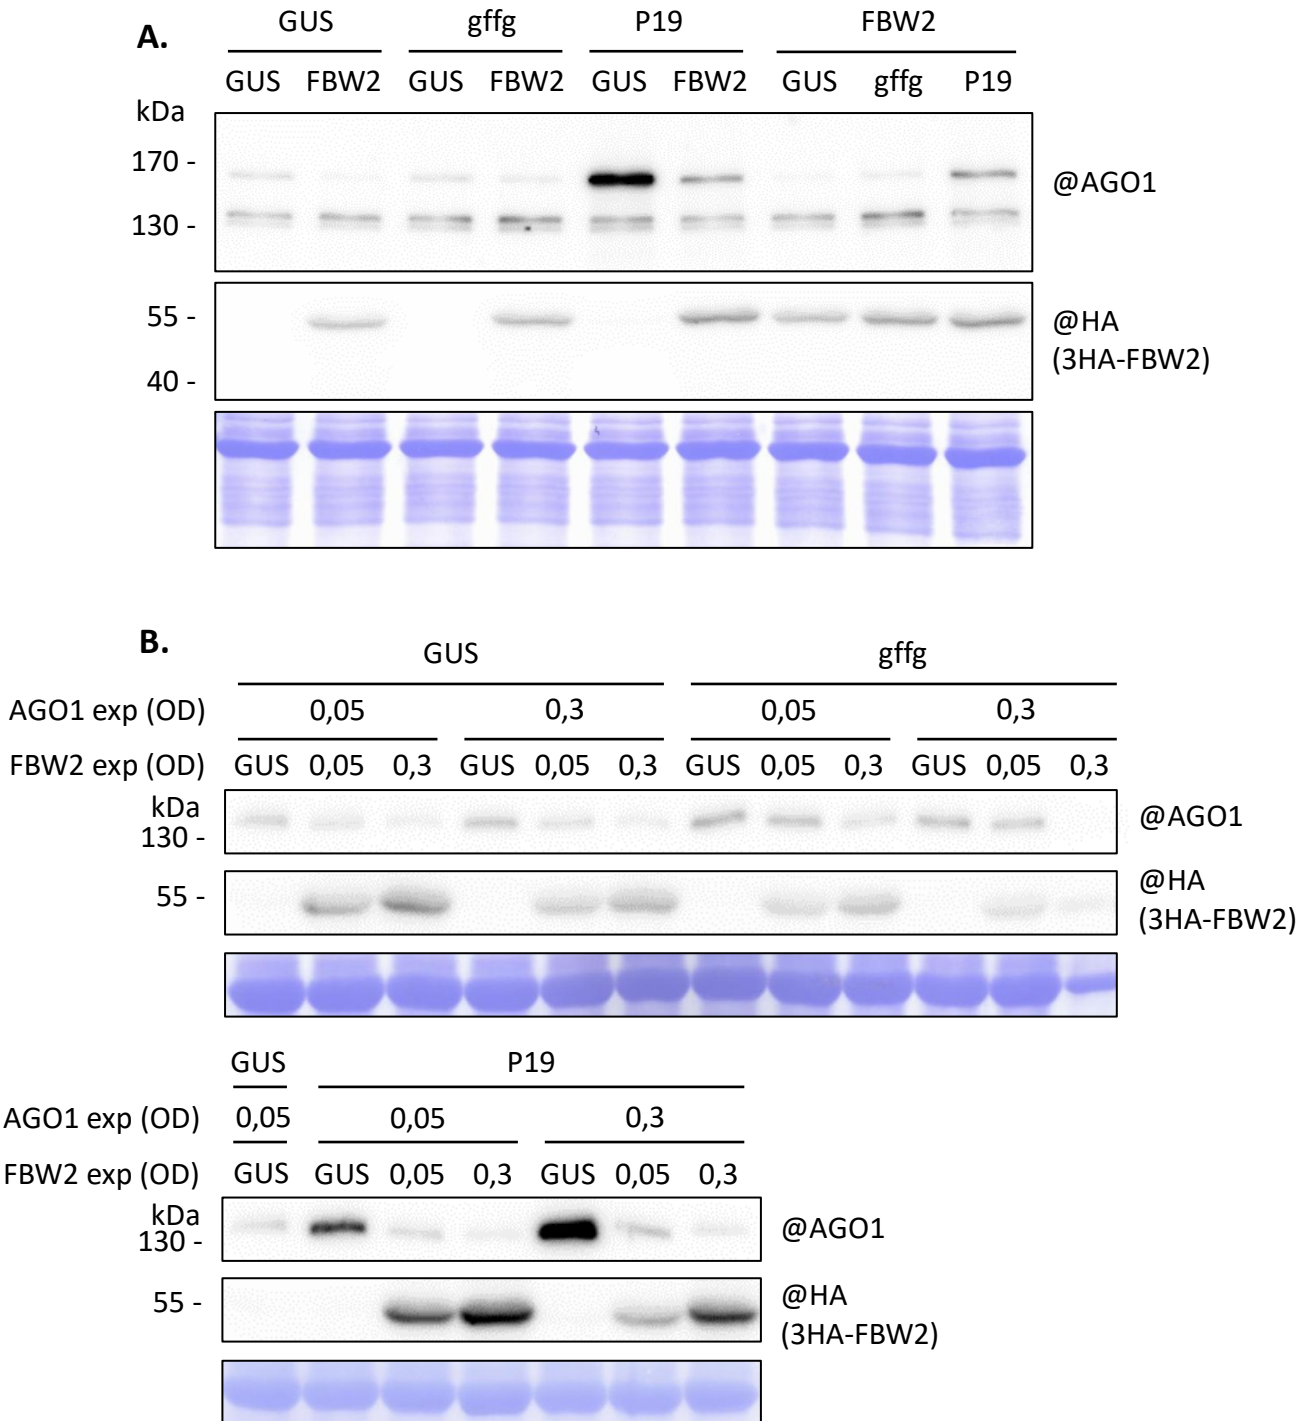 A.
GUS gffg P19 FBW2
GUS FBW2 GUS FBW2 GUS FBW2 GUS gffg P19
kDa
170 -
@AGO1
130 -
55 -
@HA
(3HA-FBW2)
40 -
B.
GUS gffg
AGO1 exp (OD) 0,05 0,3 0,05 0,3
FBW2 exp (OD) GUS 0,05 0,3 GUS 0,05 0,3 GUS 0,05 0,3 GUS 0,05 0,3
kDa
130 - @AGO1
55 - @HA
(3HA-FBW2)
GUS P19
AGO1 exp (OD) 0,05 0,05 0,3
FBW2 exp (OD) GUS GUS 0,05 0,3 GUS 0,05 0,3
kDa
130 - @AGO1
55 - @HA
(3HA-FBW2)